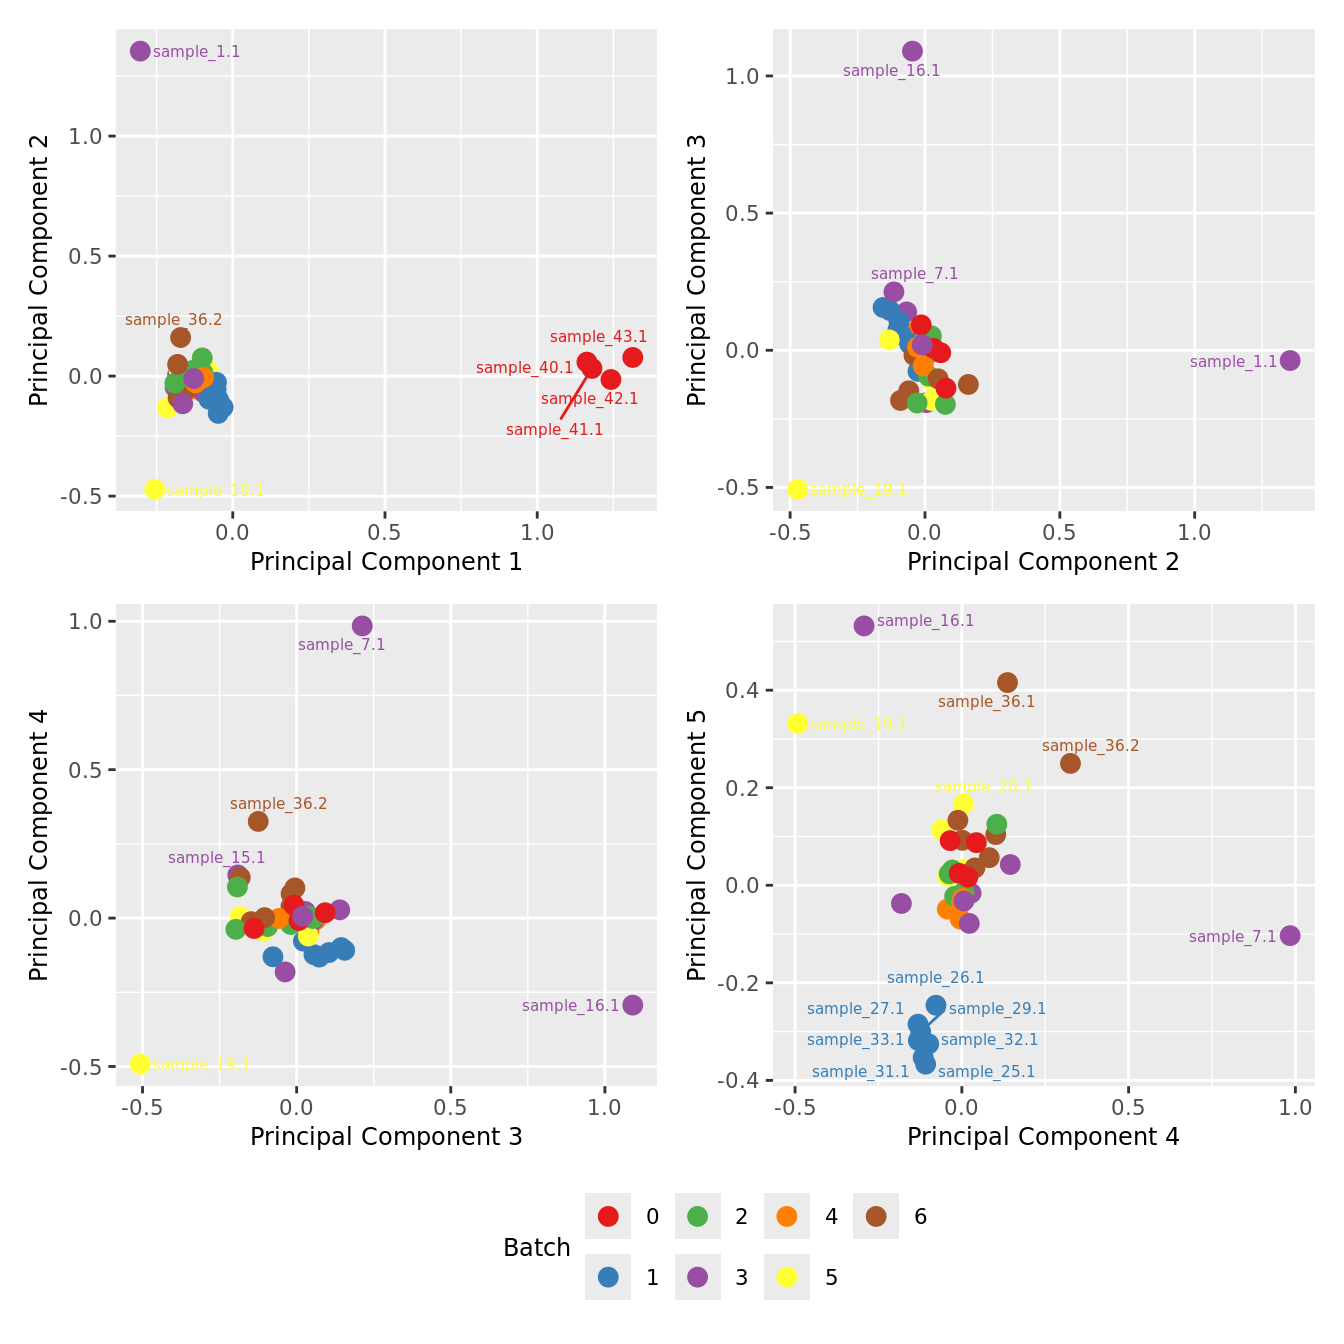 sample_1.1
sample_36.2
sample_43.1
sample_40.1
sample_42.1
sample_41.1
sample_19.1
1.0
0.5
0.0
-0.5
0.0
0.5
1.0
Principal Component 1
Principal Component 2
sample_16.1
sample_7.1
sample_1.1
sample_19.1
1.0
0.5
0.0
-0.5
-0.5
0.0
0.5
1.0
Principal Component 2
Principal Component 3
sample_7.1
sample_36.2
sample_15.1
sample_16.1
sample_19.1
1.0
0.5
0.0
-0.5
-0.5
0.0
0.5
1.0
Principal Component 3
Principal Component 4
sample_16.1
sample_36.1
sample_19.1
sample_36.2
sample_20.1
sample_7.1
sample_26.1
sample_27.1
sample_29.1
sample_33.1
sample_32.1
sample_31.1
sample_25.1
0.4
0.2
0.0
-0.2
-0.4
-0.5
0.0
0.5
1.0
Principal Component 4
Principal Component 5
Batch
0
2
4
6
1
3
5